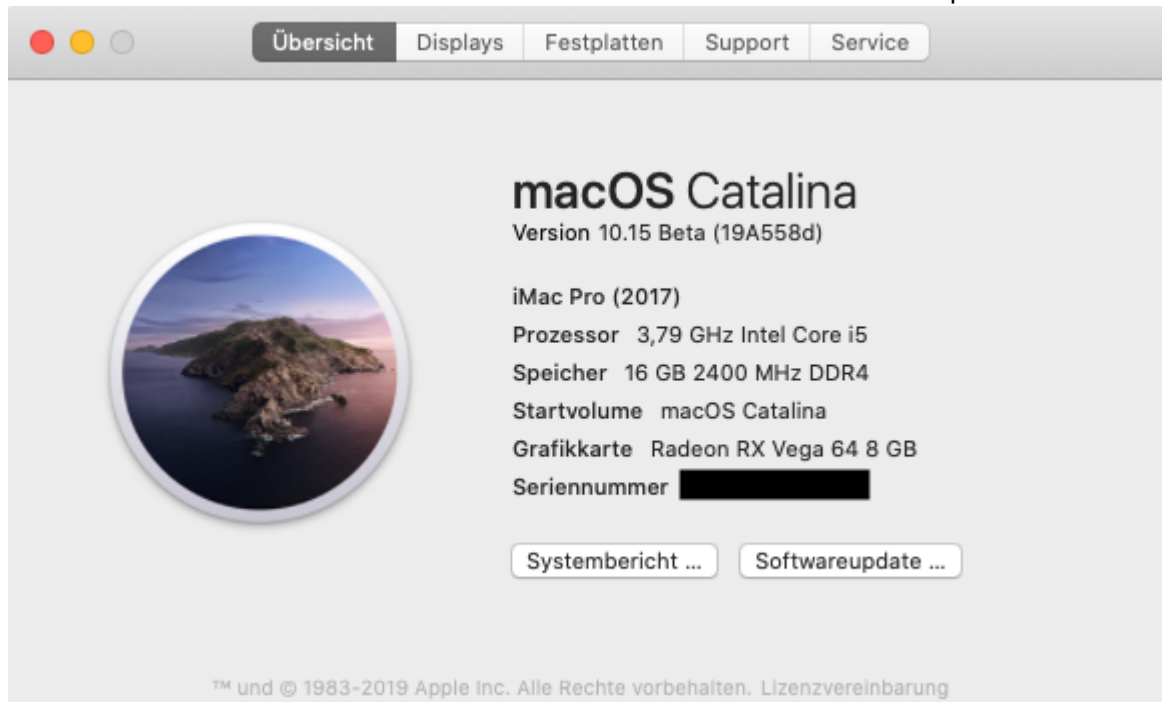 Übersicht Displays Festplatten Support Service
macOS Catalina
Version 10.15 Beta (19A558d)
iMac Pro (2017)
Prozessor 3,79 GHz Intel Core i5
Speicher 16 GB 2400 MHz DDR4
Startvolume macOS Catalina
Grafikkarte Radeon RX Vega 64 8 GB
Seriennummer
Systembericht ... Softwareupdate ...
™ und © 1983-2019 Apple Inc. Alle Rechte vorbehalten. Lizenzvereinbarung